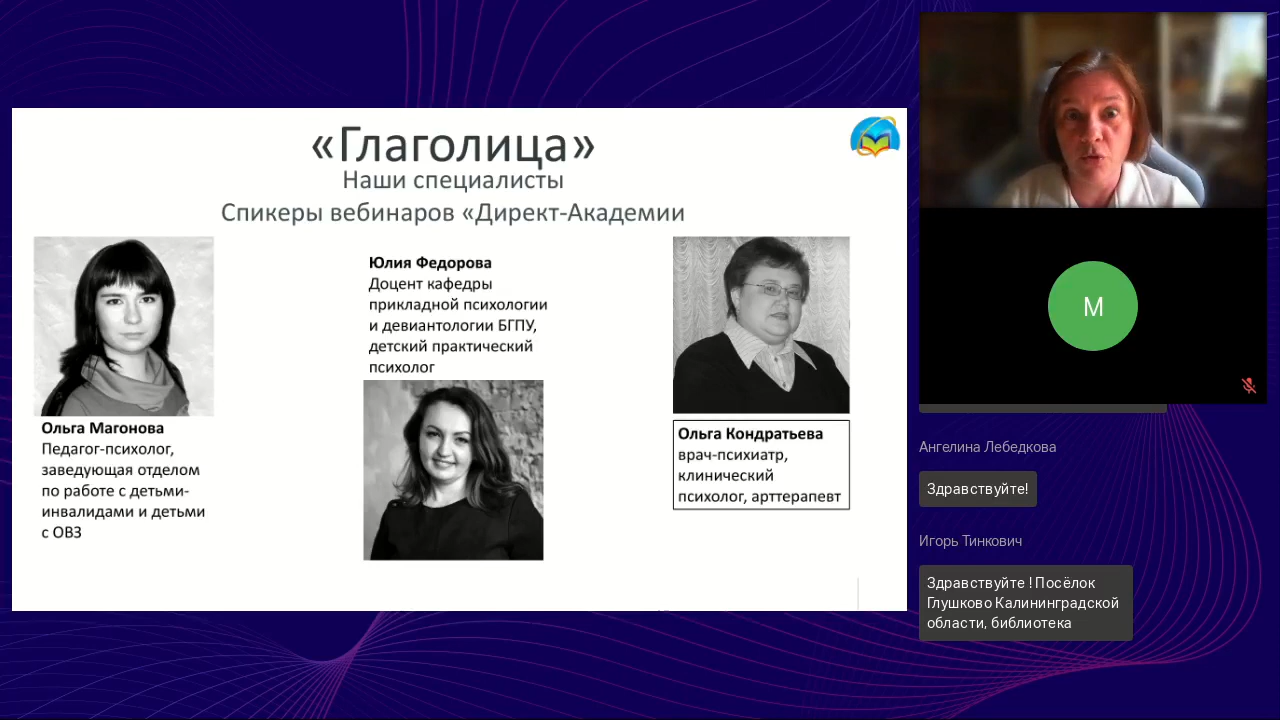 «Глаголица»
Наши специалисты
Спикеры вебинаров «Директ-Академии
Ольга Магонова
Педагог-психолог,
заведующая отделом
по работе с детьми-
инвалидами и детьми
с ОВЗ
Юлия Федорова
Доцент кафедры
прикладной психологии
и девиантологии БГПУ,
детский практический
психолог
Ольга Кондратьева
врач-психиатр,
клинический
психолог, арттерапевт
М
Ангелина Лебедкова
Здравствуйте!
Игорь Тинкович
Здравствуйте ! Посёлок
Глушково Калининградской
области, библиотека